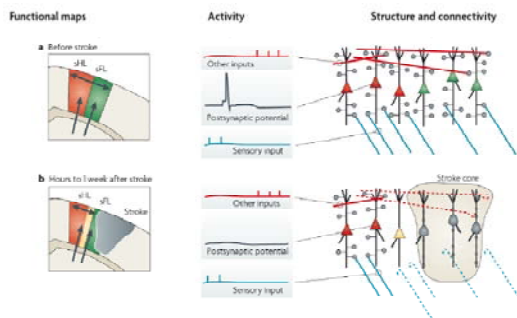 Functional maps
Activity
Structure and connectivity
a Before stroke
sHL
sFL
Other inputs
Postsynaptic potential
Sensory input
b Hours to 1 week after stroke
sHL
sFL
Stroke
Other inputs
Postsynaptic potential
Sensory input
Stroke core